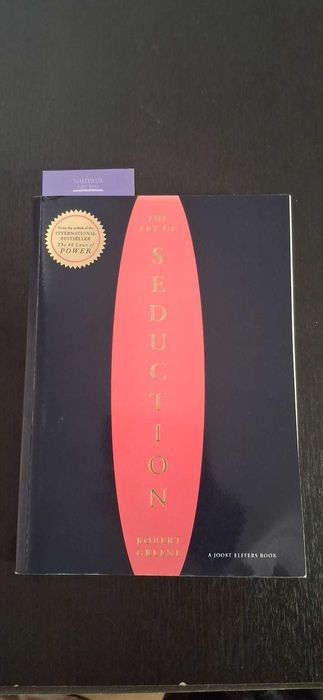 NAUTILUS
From the author of the
INTERNATIONAL
BESTSELLER
The 48 Laws of
POWER
THE
ART OF
SEDUCTION
ROBERT
GREENE
A JOOST ELFFERS BOOK